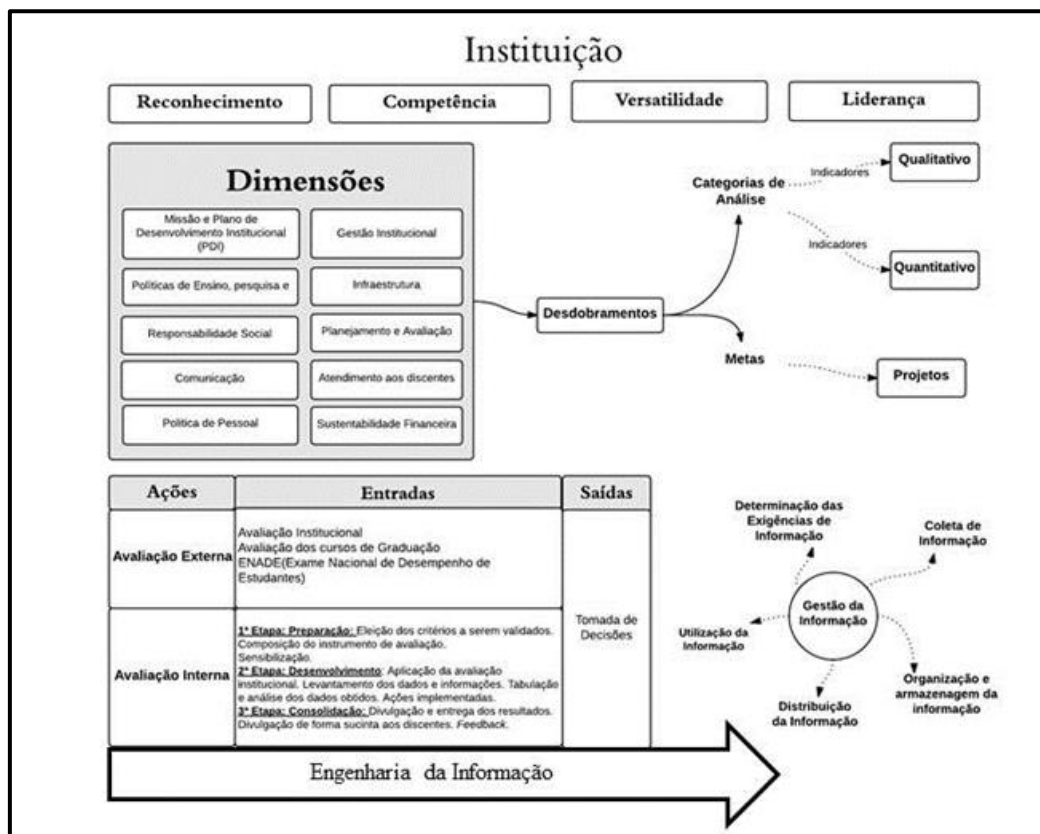 Instituição
Reconhecimento
Competência
Versatilidade
Liderança
Dimensões
Missão e Plano de
Desenvolvimento Institucional
(PDI)
Gestão Institucional
Políticas de Ensino, pesquisa e
Infraestrutura
Responsabilidade Social
Planejamento e Avaliação
Comunicação
Atendimento aos discentes
Política de Pessoal
Sustentabilidade Financeira
Desdobramentos
Categorias de
Análise
Indicadores
Qualitativo
Indicadores
Quantitativo
Metas
Projetos
Ações
Entradas
Saídas
Avaliação Externa
Avaliação Institucional
Avaliação dos cursos de Graduação
ENADE(Exame Nacional de Desempenho de
Estudantes)
Avaliação Interna
1ª Etapa: Preparação: Eleição dos critérios a serem validados.
Composição do instrumento de avaliação.
Sensibilização.
2ª Etapa: Desenvolvimento: Aplicação da avaliação
institucional. Levantamento dos dados e informações. Tabulação
e análise dos dados obtidos. Ações implementadas.
3ª Etapa: Consolidação: Divulgação e entrega dos resultados.
Divulgação de forma sucinta aos discentes. Feedback.
Tomada de
Decisões
Determinação das
Exigências de
Informação
Coleta de
Informação
Gestão da
Informação
Utilização da
Informação
Organização e
armazenagem da
informação
Distribuição
da Informação
Engenharia da Informação